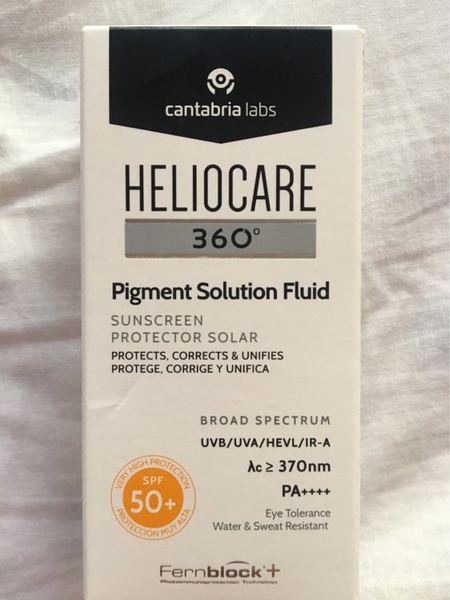 cantabria labs
HELIOCARE
360°
Pigment Solution Fluid
SUNSCREEN
PROTECTOR SOLAR
PROTECTS, CORRECTS & UNIFIES
PROTEGE, CORRIGE Y UNIFICA
BROAD SPECTRUM
UVB/UVA/HEVL/IR-A
λc ≥ 370nm
PA++++
Eye Tolerance
Water & Sweat Resistant
VERY HIGH PROTECTION
SPF
50+
PROTECCIÓN MUY ALTA
Fernblock+
Photoimmunoprotection Technology